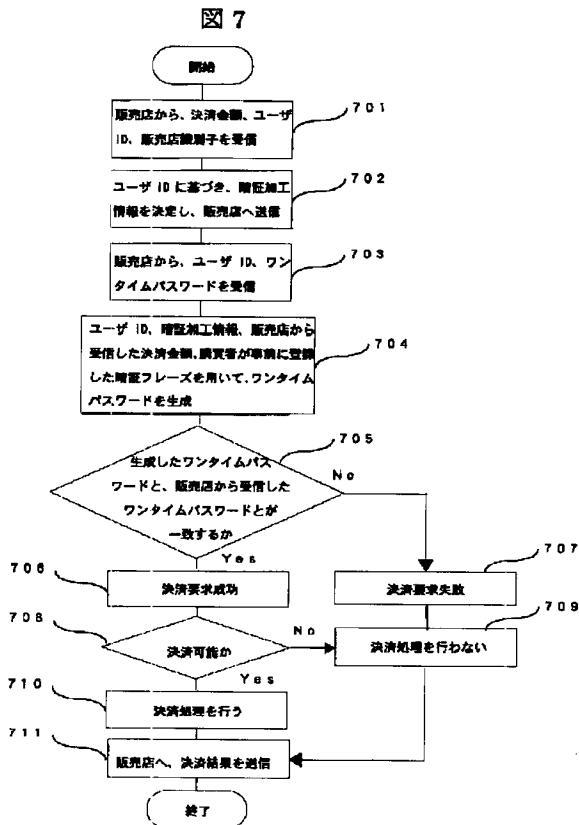 図 7
開始
販売店から、決済金額、ユーザ
ID、販売店識別子を受信
701
ユーザ ID に基づき、暗証加工
情報を決定し、販売店へ送信
702
販売店から、ユーザ ID、ワン
タイムパスワードを受信
703
ユーザ ID、暗証加工情報、販売店から
受信した決済金額、購買者が事前に登録
した暗証フレーズを用いて、ワンタイム
パスワードを生成
704
705
生成したワンタイムパス
ワードと、販売店から受信した
ワンタイムパスワードとが
一致するか
No
Yes
706
決済要求成功
707
決済要求失敗
708
決済可能か
No
709
決済処理を行わない
Yes
710
決済処理を行う
711
販売店へ、決済結果を送信
終了